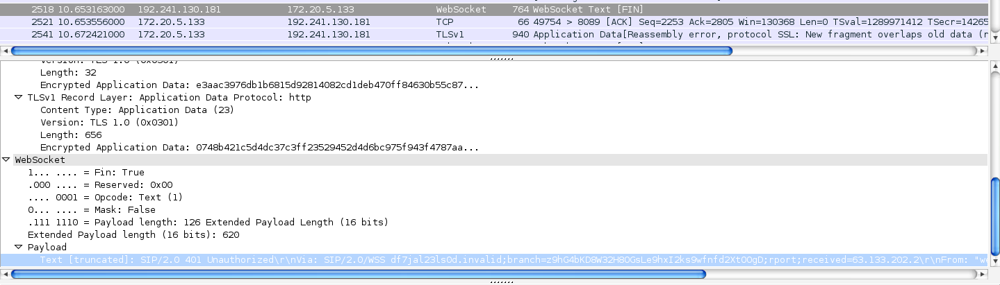 2518 10.653163000 192.241.130.181 172.20.5.133 WebSocket 764 WebSocket Text [FIN]
2521 10.653556000 172.20.5.133 192.241.130.181 TCP 66 49754 > 8089 [ACK] Seq=2253 Ack=2805 Win=130368 Len=0 TSval=1289971412 TSecr=14265
2541 10.672421000 172.20.5.133 192.241.130.181 TLSv1 940 Application Data[Reassembly error, protocol SSL: New fragment overlaps old data (r
Version: TLS 1.0 (0x0301)
Length: 32
Encrypted Application Data: e3aac3976db1b6815d92814082cd1deb470ff84630b55c87...
TLSv1 Record Layer: Application Data Protocol: http
Content Type: Application Data (23)
Version: TLS 1.0 (0x0301)
Length: 656
Encrypted Application Data: 0748b421c5d4dc37c3ff23529452d4d6bc975f943f4787aa...
WebSocket
1... .... = Fin: True
.000 .... = Reserved: 0x00
.... 0001 = Opcode: Text (1)
0... .... = Mask: False
.111 1110 = Payload length: 126 Extended Payload Length (16 bits)
Extended Payload length (16 bits): 620
Payload
Text [truncated]: SIP/2.0 401 Unauthorized\r\nVia: SIP/2.0/WSS df7jal23ls0d.invalid;branch=z9hG4bKD8W32H80GsLe9hxI2ks9wfnfd2XtO0gD;rport;received=63.133.202.2\r\nFrom: "we